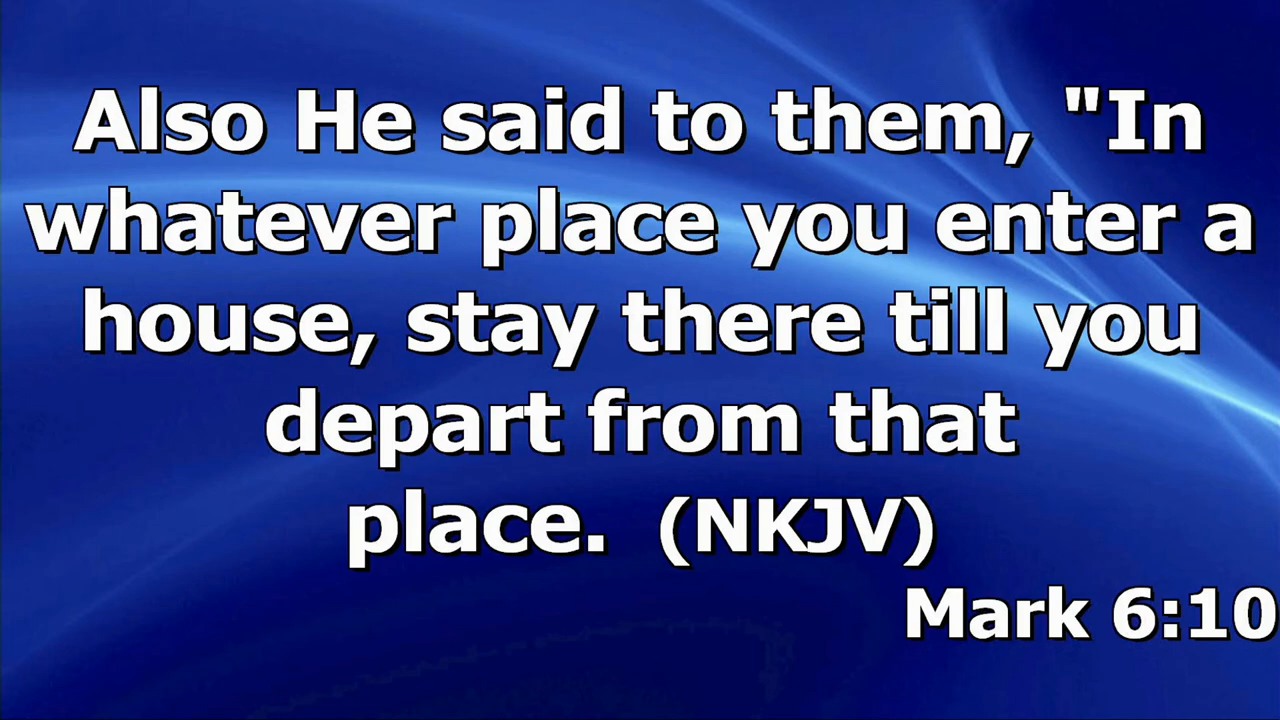 Also He said to them, "In
whatever place you enter a
house, stay there till you
depart from that
place.  (NKJV)
Mark 6:10